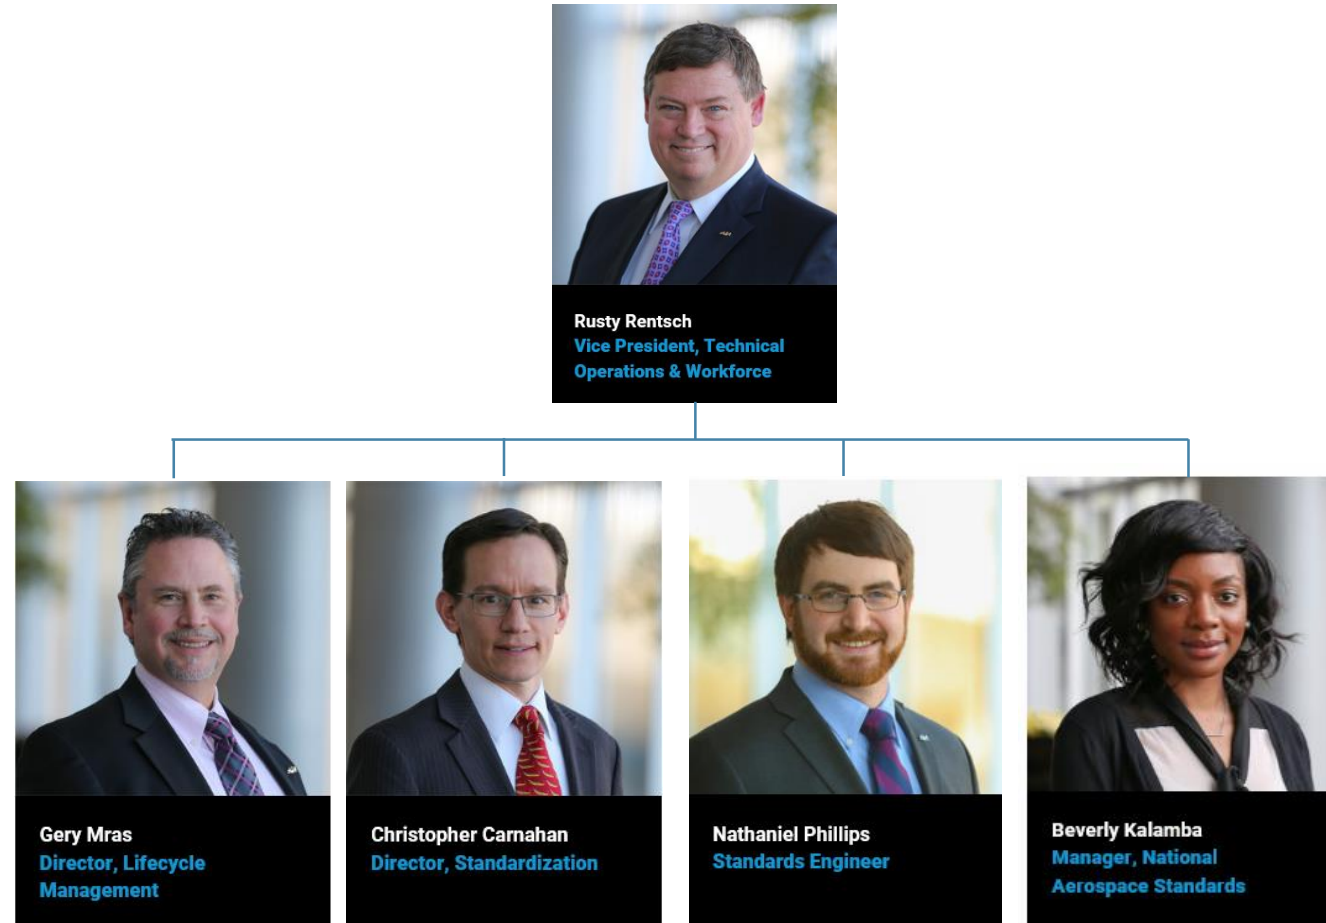 Rusty Rentsch
Vice President, Technical
Operations & Workforce
Gery Mras
Director, Lifecycle
Management
Christopher Carnahan
Director, Standardization
Nathaniel Phillips
Standards Engineer
Beverly Kalamba
Manager, National
Aerospace Standards